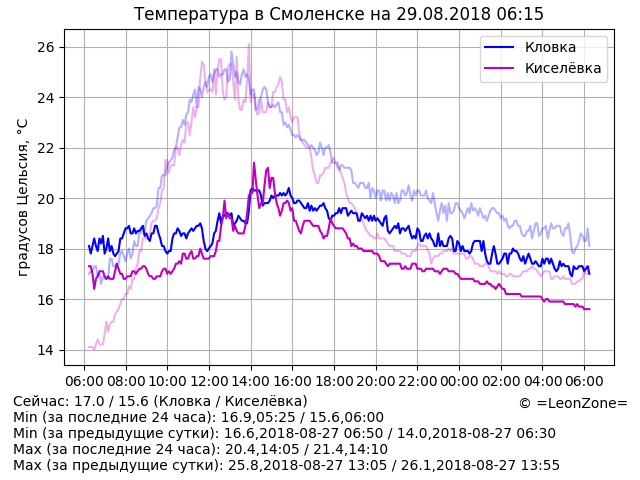 Температура в Смоленске на 29.08.2018 06:15
градусов Цельсия, °C
26
24
22
20
18
16
14
Кловка
Киселёвка
06:00 08:00 10:00 12:00 14:00 16:00 18:00 20:00 22:00 00:00 02:00 04:00 06:00
Сейчас: 17.0 / 15.6 (Кловка / Киселёвка)
© =LeonZone=
Min (за последние 24 часа): 16.9,05:25 / 15.6,06:00
Min (за предыдущие сутки): 16.6,2018-08-27 06:50 / 14.0,2018-08-27 06:30
Max (за последние 24 часа): 20.4,14:05 / 21.4,14:10
Max (за предыдущие сутки): 25.8,2018-08-27 13:05 / 26.1,2018-08-27 13:55